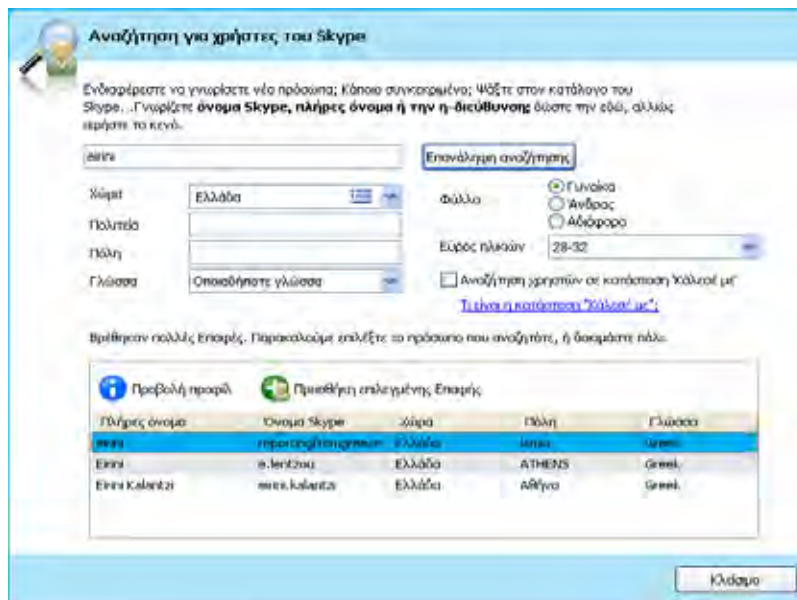 Αναζήτηση για χρήστες του Skype
Ενδιαφέρεστε να γνωρίσετε νέα πρόσωπα; Κάποιο συγκεκριμένο; Ψάξτε στον κατάλογο του
Skype...Γνωρίζετε όνομα Skype, πλήρες όνομα ή την η-διεύθυνση; δώστε την εδώ, αλλιώς
αφήστε το κενό.
eirini
Επανάληψη αναζήτησης
Χώρα
Ελλάδα
Πολιτεία
Πόλη
Γλώσσα
Οποιαδήποτε γλώσσα
Φύλλο
Γυναίκα
Άνδρας
Αδιάφορο
Εύρος ηλικιών
28-32
Αναζήτηση χρηστών σε κατάσταση 'Κάλεσέ με'
Τι είναι η κατάσταση "Κάλεσέ με";
Βρέθηκαν πολλές Επαφές. Παρακαλούμε επιλέξτε το πρόσωπο που αναζητάτε, ή δοκιμάστε πάλι.
Προβολή προφίλ
Προσθήκη επιλεγμένης Επαφής
Πλήρες όνομα Όνομα Skype Χώρα Πόλη Γλώσσα
eirini Ελλάδα Greek
Eirini e.lentzou Ελλάδα ATHENS Greek
Eirini Kalantzi eirini.kalantzi Ελλάδα Αθήνα Greek
Κλείσιμο